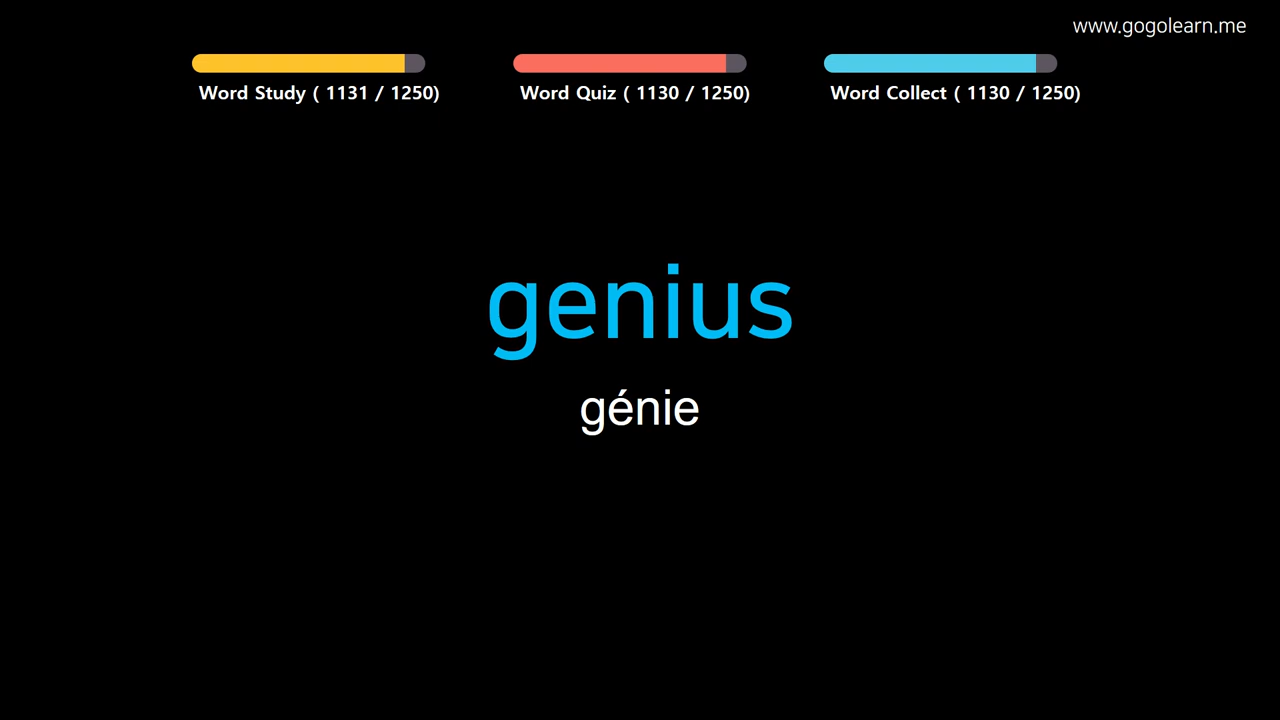 www.gogolearn.me
Word Study ( 1131 / 1250)
Word Quiz ( 1130 / 1250)
Word Collect ( 1130 / 1250)
genius
génie